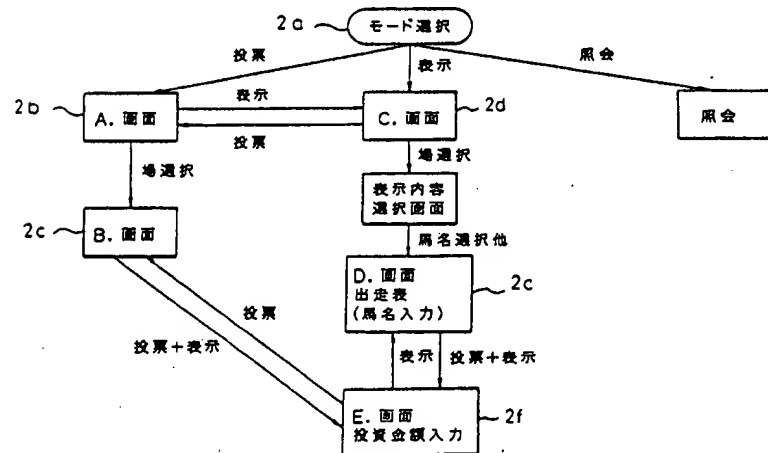 2a
モード選択
投票
表示
照会
2b
A. 画面
表示
投票
C. 画面
2d
照会
場選択
場選択
表示内容
選択画面
2c
B. 画面
馬名選択他
D. 画面
出走表
(馬名入力)
2c
投票
投票+表示
表示
投票+表示
E. 画面
投資金額入力
2f